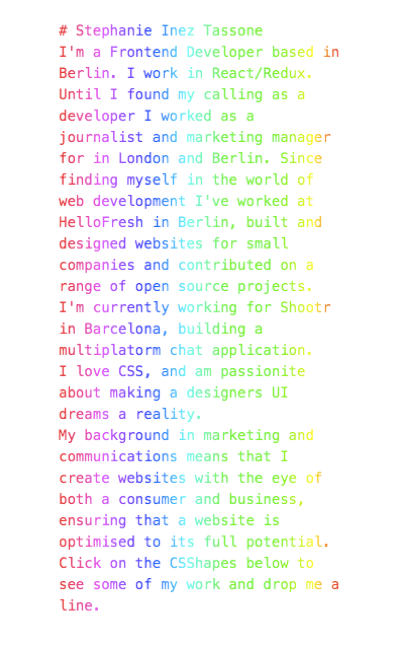 # Stephanie Inez Tassone
I'm a Frontend Developer based in
Berlin. I work in React/Redux.
Until I found my calling as a
developer I worked as a
journalist and marketing manager
for in London and Berlin. Since
finding myself in the world of
web development I've worked at
HelloFresh in Berlin, built and
designed websites for small
companies and contributed on a
range of open source projects.
I'm currently working for Shootr
in Barcelona, building a
multiplatorm chat application.
I love CSS, and am passionite
about making a designers UI
dreams a reality.
My background in marketing and
communications means that I
create websites with the eye of
both a consumer and business,
ensuring that a website is
optimised to its full potential.
Click on the CSShapes below to
see some of my work and drop me a
line.